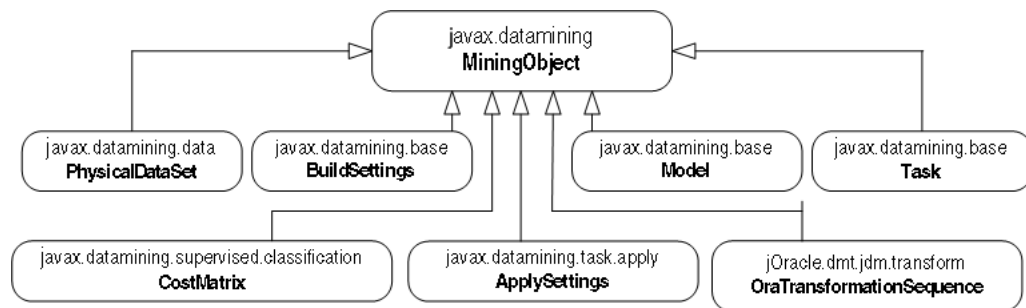 javax.datamining
MiningObject
javax.datamining.data
PhysicalDataSet
javax.datamining.base
BuildSettings
javax.datamining.base
Model
javax.datamining.base
Task
javax.datamining.supervised.classification
CostMatrix
javax.datamining.task.apply
ApplySettings
jOracle.dmt.jdm.transform
OraTransformationSequence